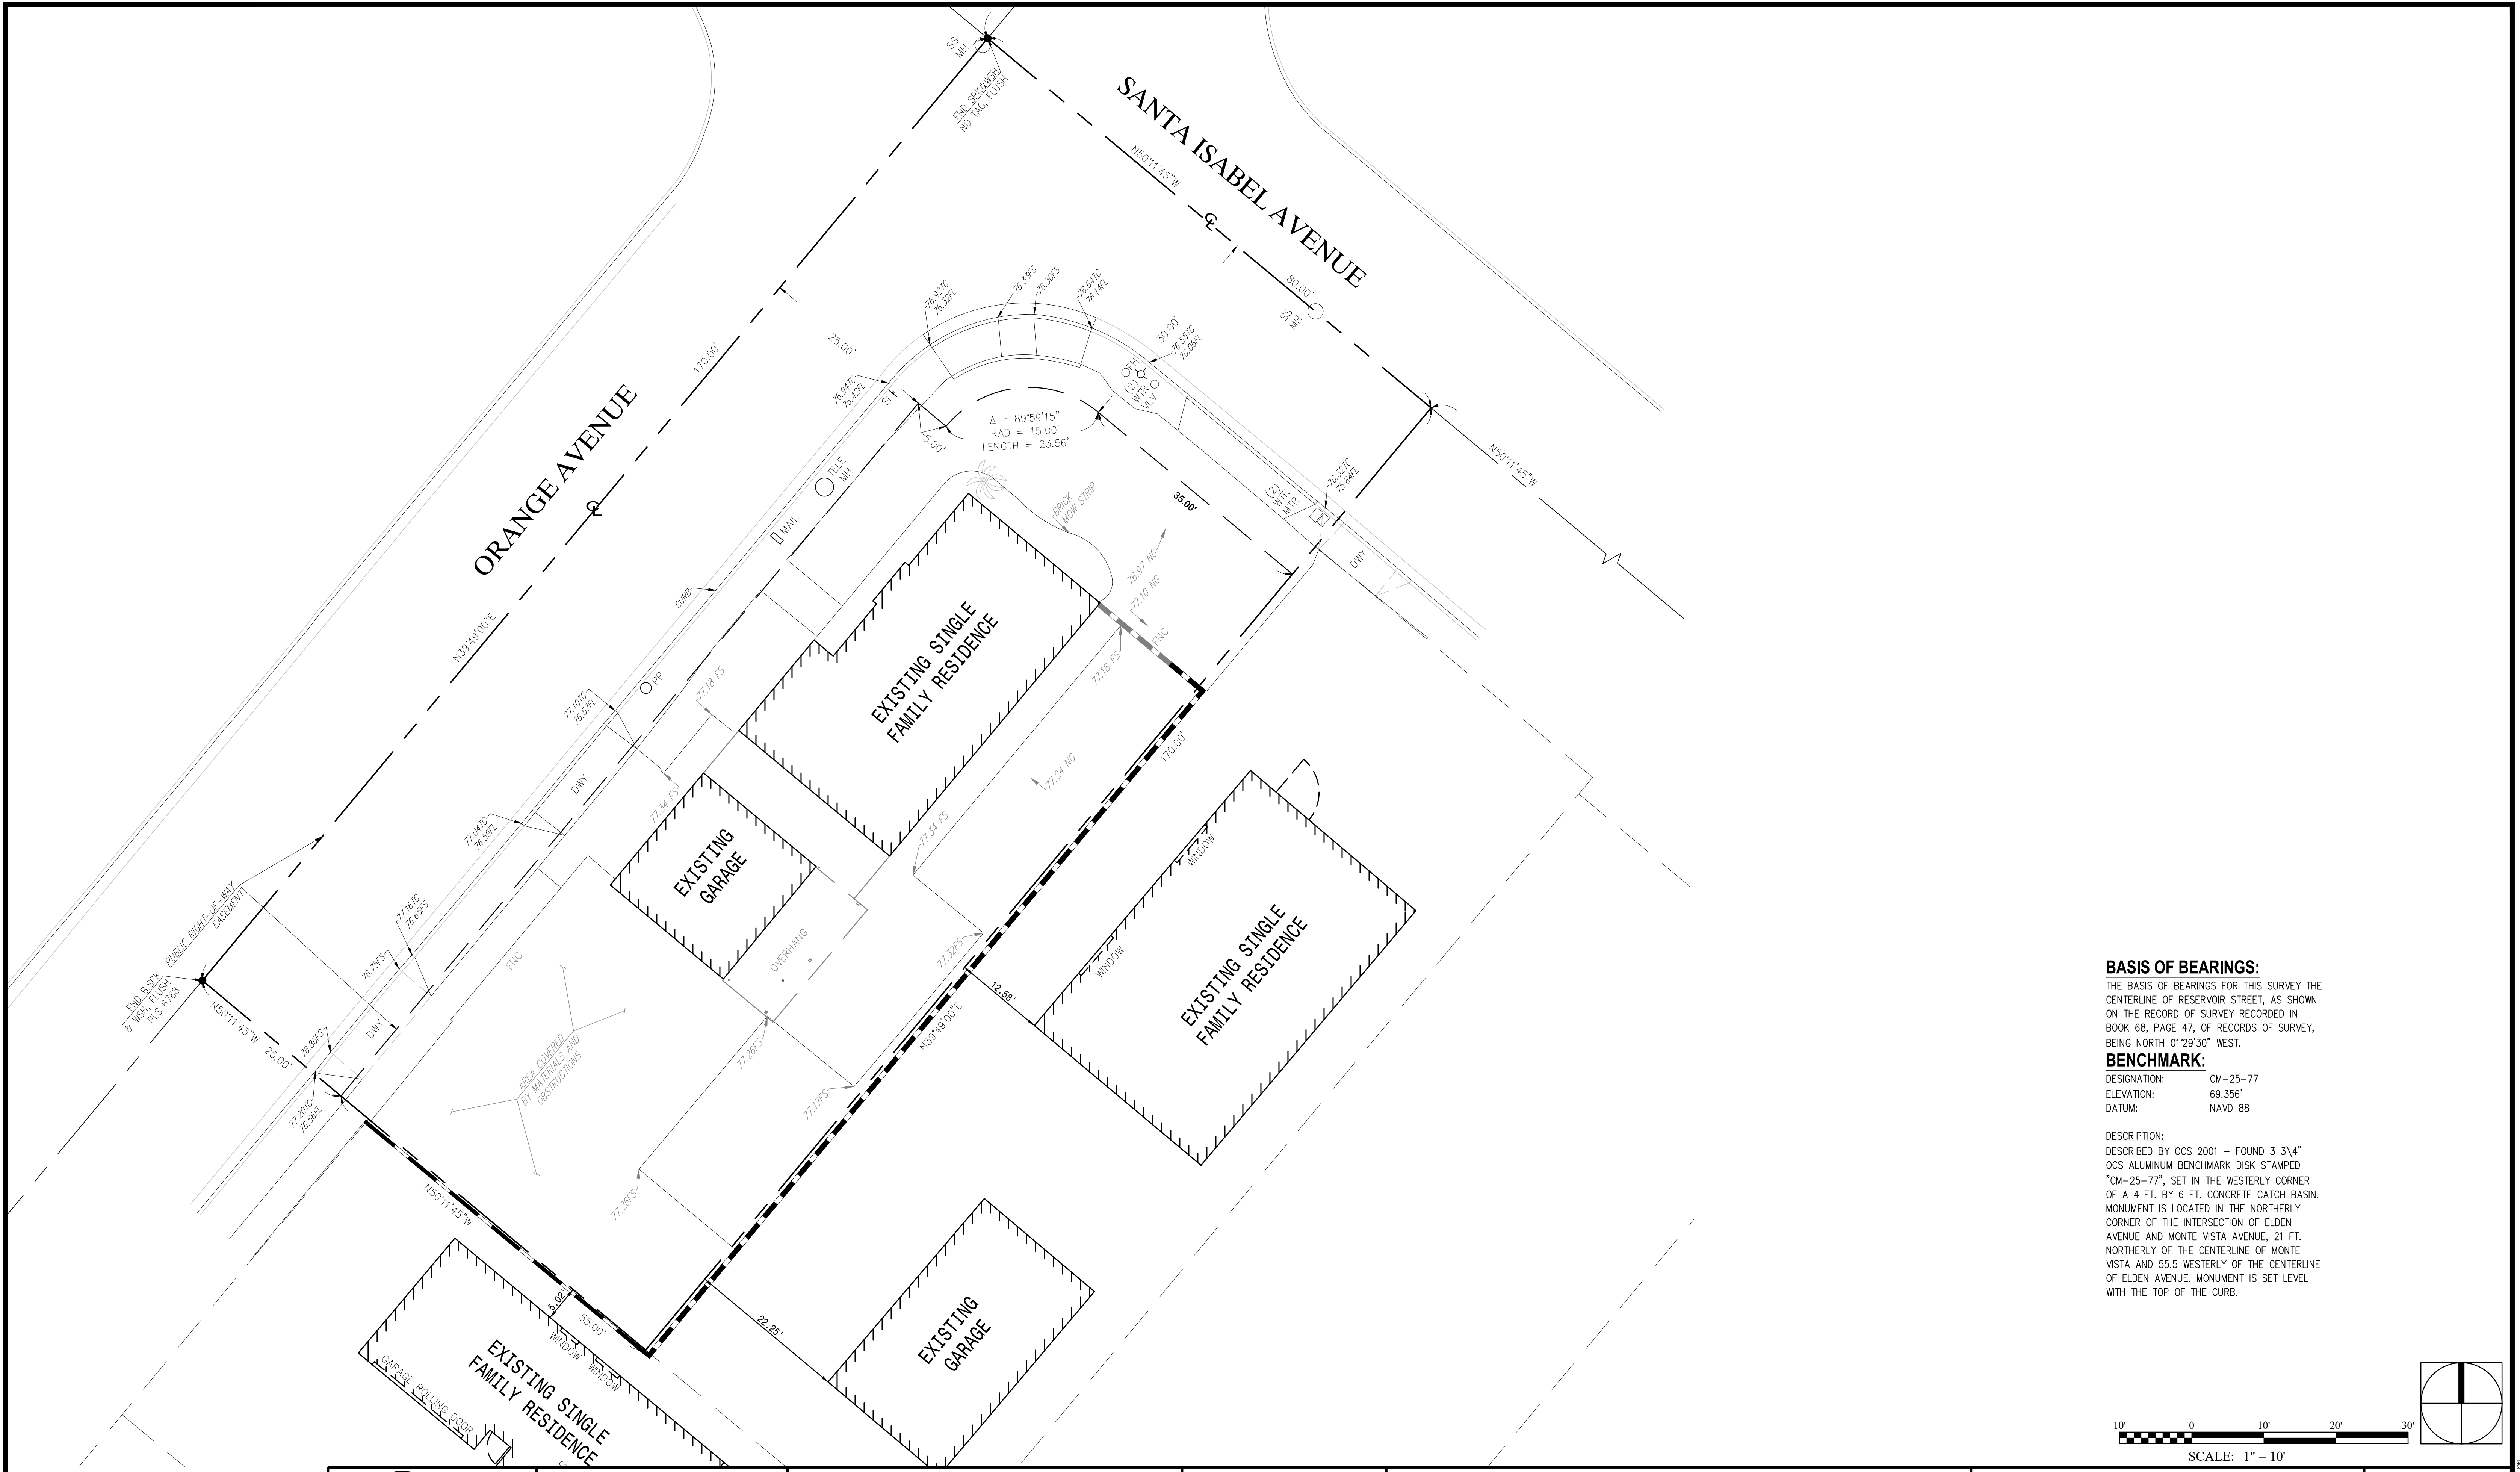 SS
MH
FND SPK&WSH
NO TAG, FLUSH
SANTA ISABEL AVENUE
N50°11'45"W
℄
80.00'
SS
MH
76.92TC
76.32FL
76.33FS
76.30FS
76.64TC
76.14FL
30.00'
76.55TC
76.06FL
25.00'
170.00'
ORANGE AVENUE
℄
N39°49'00"E
76.94TC
76.42FL
5.00'
Δ = 89°59'15"
RAD = 15.00'
LENGTH = 23.56'
FH
(2)
WTR
VLV
TELE
MH
MAIL
BRICK
MOW STRIP
35.00'
(2)
WTR
MTR
76.32TC
75.84FL
N50°11'45"W
DWY
76.97 NG
77.10 NG
FNC
CURB
EXISTING SINGLE
FAMILY RESIDENCE
77.18 FS
PP
77.18 FS
77.10TC
76.57FL
DWY
77.34 FS
77.24 NG
170.00'
77.04TC
76.59FL
EXISTING
GARAGE
77.34 FS
WINDOW
WINDOW
EXISTING SINGLE
FAMILY RESIDENCE
PUBLIC RIGHT-OF-WAY
EASEMENT
77.16TC
76.65FS
76.75FS
FNC
OVERHANG
77.32FS
12.58'
N39°49'00"E
FND B.SPK
& WSH, FLUSH
PLS 6788
N50°11'45"W
25.00'
76.86FS
DWY
AREA COVERED
BY MATERIALS AND
OBSTRUCTIONS
77.26FS
77.17FS
77.20TC
76.56FL
77.26FS
N50°11'45"W
5.02'
55.00'
WINDOW
WINDOW
EXISTING SINGLE
FAMILY RESIDENCE
GARAGE ROLLING DOOR
22.25'
EXISTING
GARAGE
BASIS OF BEARINGS:
THE BASIS OF BEARINGS FOR THIS SURVEY THE
CENTERLINE OF RESERVOIR STREET, AS SHOWN
ON THE RECORD OF SURVEY RECORDED IN
BOOK 68, PAGE 47, OF RECORDS OF SURVEY,
BEING NORTH 01°29'30" WEST.
BENCHMARK:
DESIGNATION: CM-25-77
ELEVATION: 69.356'
DATUM: NAVD 88
DESCRIPTION:
DESCRIBED BY OCS 2001 - FOUND 3 3\4"
OCS ALUMINUM BENCHMARK DISK STAMPED
"CM-25-77", SET IN THE WESTERLY CORNER
OF A 4 FT. BY 6 FT. CONCRETE CATCH BASIN.
MONUMENT IS LOCATED IN THE NORTHERLY
CORNER OF THE INTERSECTION OF ELDEN
AVENUE AND MONTE VISTA AVENUE, 21 FT.
NORTHERLY OF THE CENTERLINE OF MONTE
VISTA AND 55.5 WESTERLY OF THE CENTERLINE
OF ELDEN AVENUE. MONUMENT IS SET LEVEL
WITH THE TOP OF THE CURB.
10' 0 10' 20' 30'
SCALE: 1" = 10'